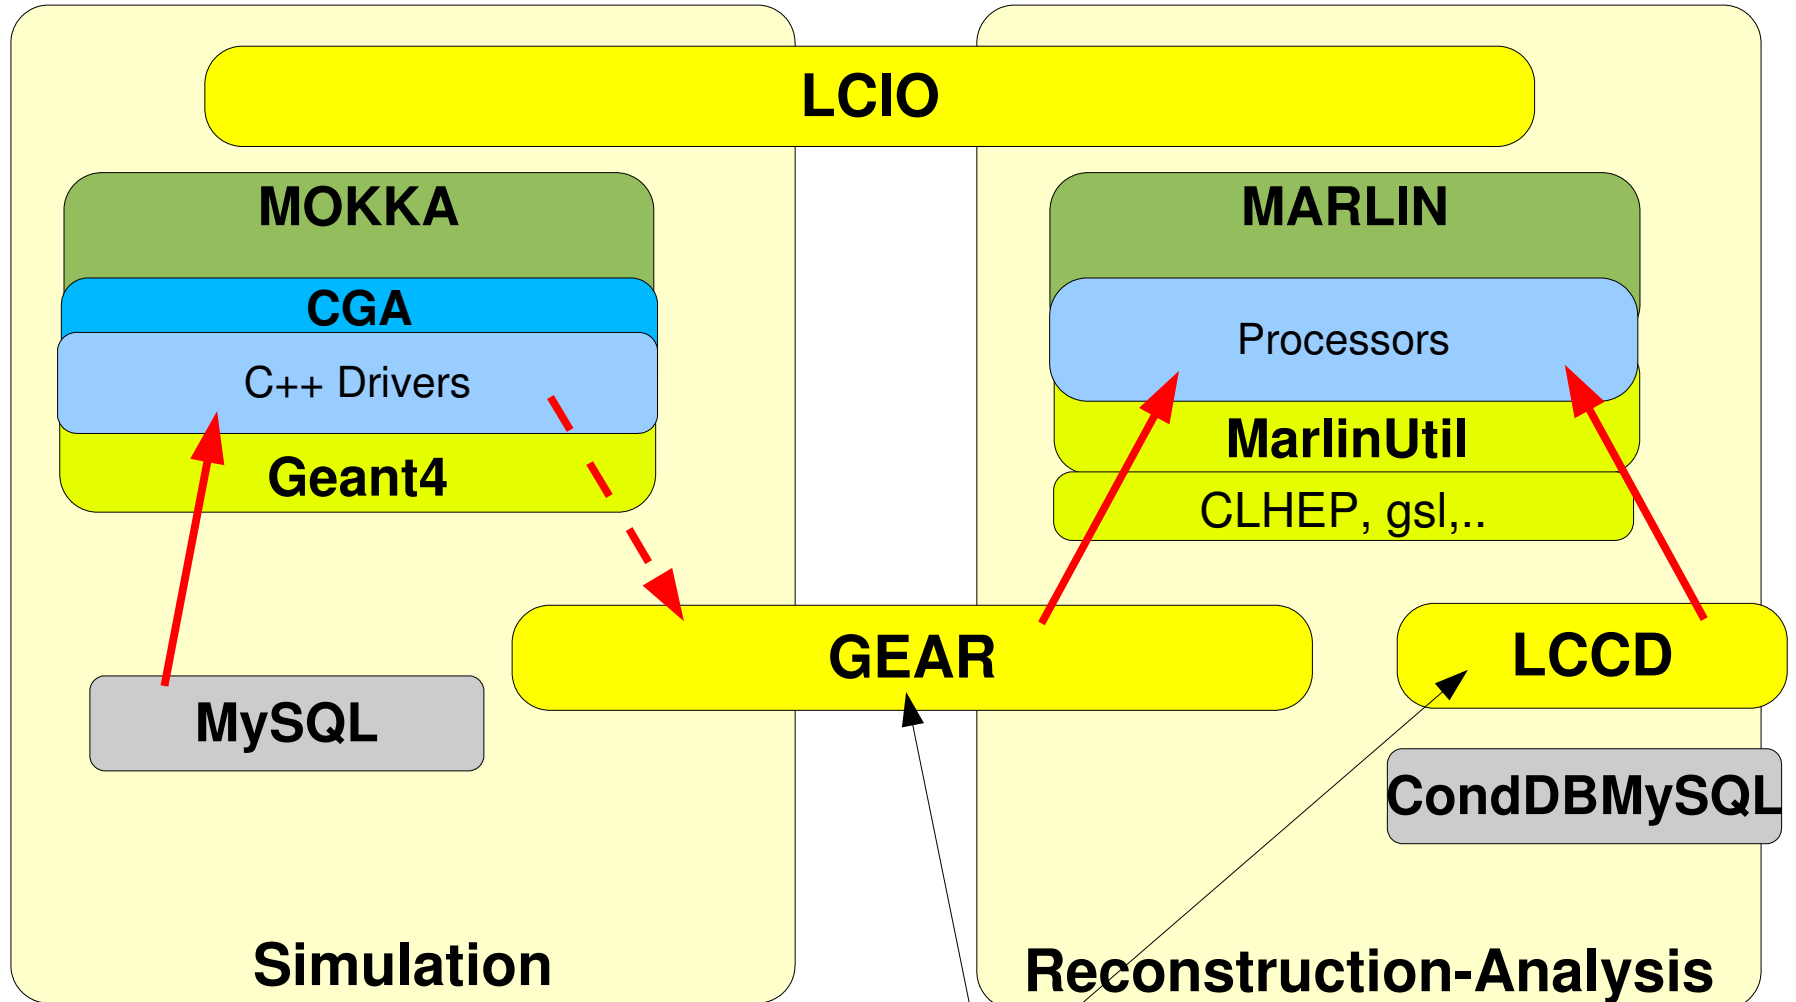 LCIO
MOKKA
CGA
C++ Drivers
Geant4
MARLIN
Processors
MarlinUtil
CLHEP, gsl,..
GEAR
LCCD
MySQL
CondDBMySQL
Simulation
Reconstruction-Analysis